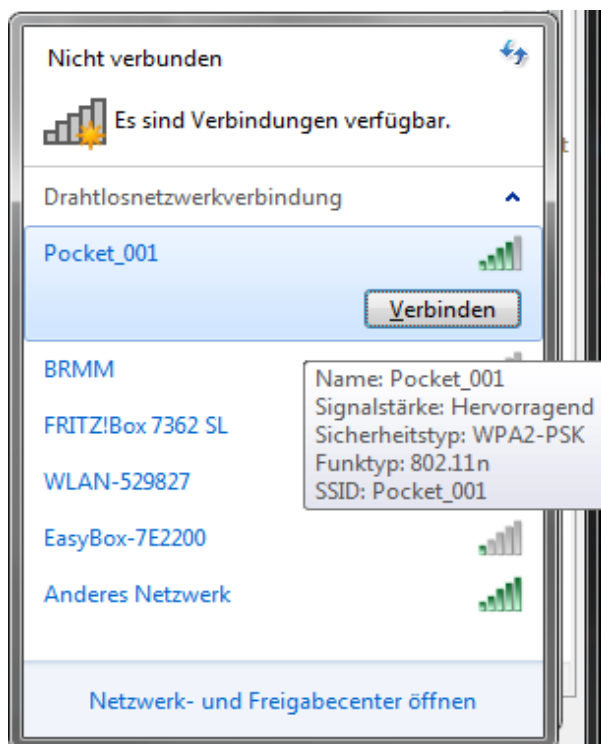 Nicht verbunden
Es sind Verbindungen verfügbar.
Drahtlosnetzwerkverbindung
Pocket_001
Verbinden
BRMM
FRITZ!Box 7362 SL
WLAN-529827
EasyBox-7E2200
Anderes Netzwerk
Name: Pocket_001
Signalstärke: Hervorragend
Sicherheitstyp: WPA2-PSK
Funktyp: 802.11n
SSID: Pocket_001
Netzwerk- und Freigabecenter öffnen